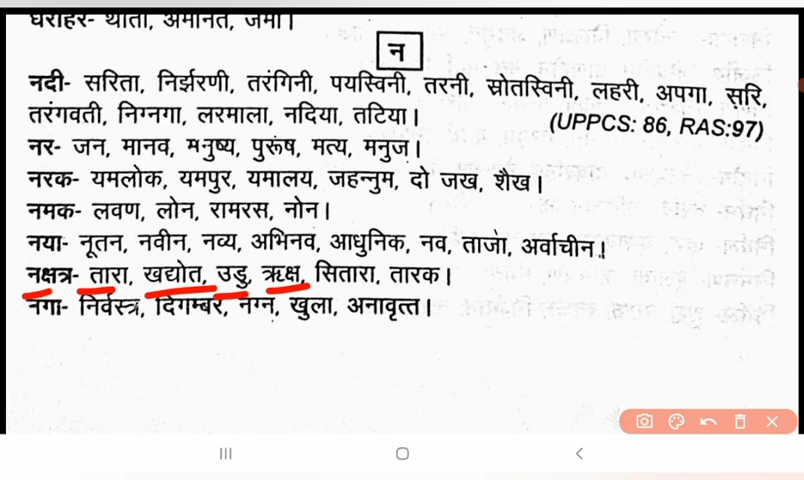 धरोहर- थाती, अमानत, जमा।
न
नदी- सरिता, निर्झरणी, तरंगिनी, पयस्विनी, तरनी, स्रोतस्विनी, लहरी, अपगा, सरि,
तरंगवती, निग्नगा, लरमाला, नदिया, तटिया। (UPPCS: 86, RAS:97)
नर- जन, मानव, मनुष्य, पुरूष, मत्य, मनुज।
नरक- यमलोक, यमपुर, यमालय, जहन्नुम, दो जख, शैख।
नमक- लवण, लोन, रामरस, नोन।
नया- नूतन, नवीन, नव्य, अभिनव, आधुनिक, नव, ताजा, अर्वाचीन।
नक्षत्र- तारा, खद्योत, उडु, ऋक्ष, सितारा, तारक।
नगा- निर्वस्त्र, दिगम्बर, नग्न, खुला, अनावृत्त।